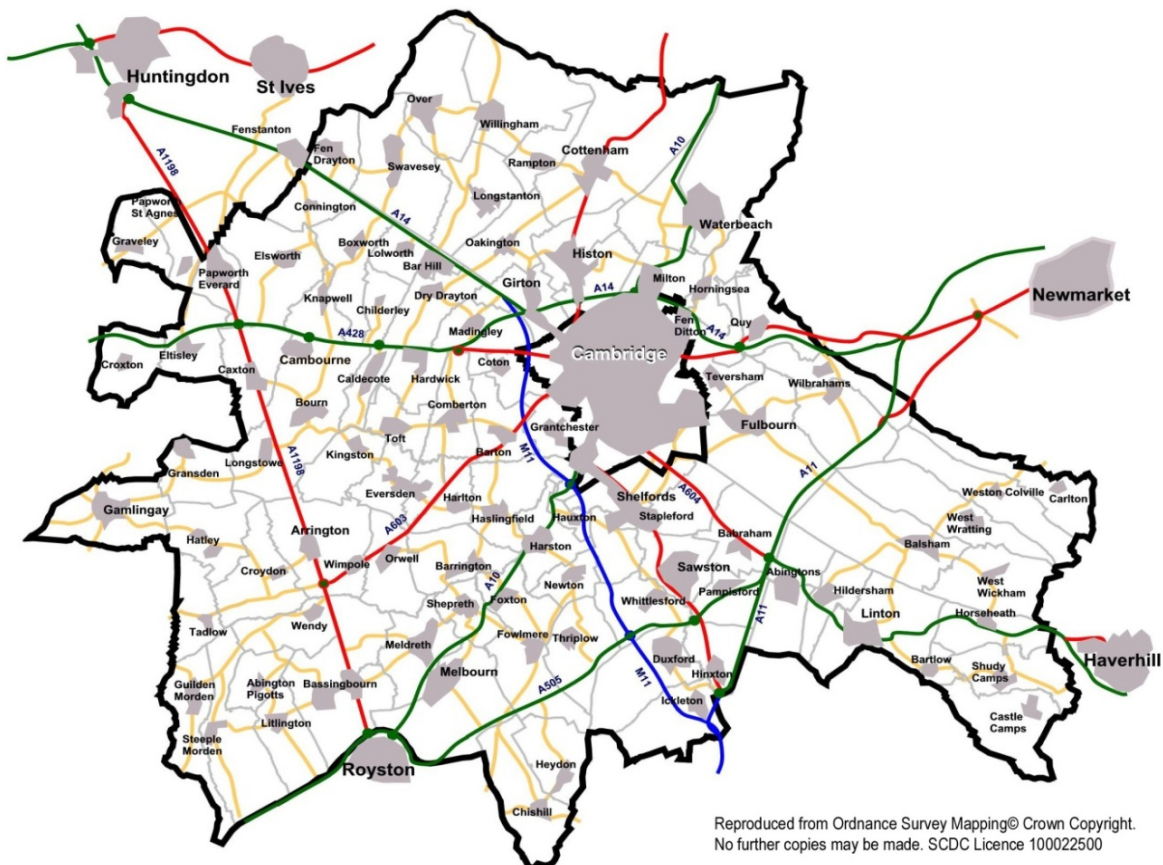 Huntingdon
St Ives
Over
Willingham
Fenstanton
Fen
Drayton
Cottenham
A10
A1198
Swavesey
Rampton
Longstanton
Papworth
St Agnes
Connington
Waterbeach
Graveley
A14
Boxworth
Lolworth
Oakington
Histon
Elsworth
Bar Hill
Papworth
Everard
Girton
Milton
Horningsea
Knapwell
Childerley
Dry Drayton
A14
Newmarket
A428
Madingley
Fen
Ditton
A14
Quy
Eltisley
Cambourne
Cambridge
Croxton
Caxton
Caldecote
Hardwick
Coton
Teversham
Wilbrahams
Bourn
Comberton
Grantchester
Fulbourn
Toft
Barton
M11
Longstowe
Kingston
A1198
Gransden
A11
Eversden
Harlton
Shelfords
A604
Weston Colville
Carlton
Gamlingay
Haslingfield
Hauxton
Stapleford
West
Wratting
Arrington
A603
Babraham
Hatley
Harston
Balsham
Croydon
Wimpole
Orwell
Barrington
Newton
Sawston
Abingtons
A10
Pampisford
West
Wickham
Shepreth
Foxton
Whittlesford
Hildersham
Linton
Horseheath
A11
Tadlow
Wendy
Meldreth
Fowlmere
Thriplow
Duxford
Hinxton
Bartlow
Shudy
Camps
Haverhill
Guilden
Morden
Abington
Pigotts
Bassingbourn
Melbourn
A505
M11
Ickleton
Litlington
Castle
Camps
Steeple
Morden
Royston
Heydon
Chishill
Reproduced from Ordnance Survey Mapping© Crown Copyright.
No further copies may be made. SCDC Licence 100022500